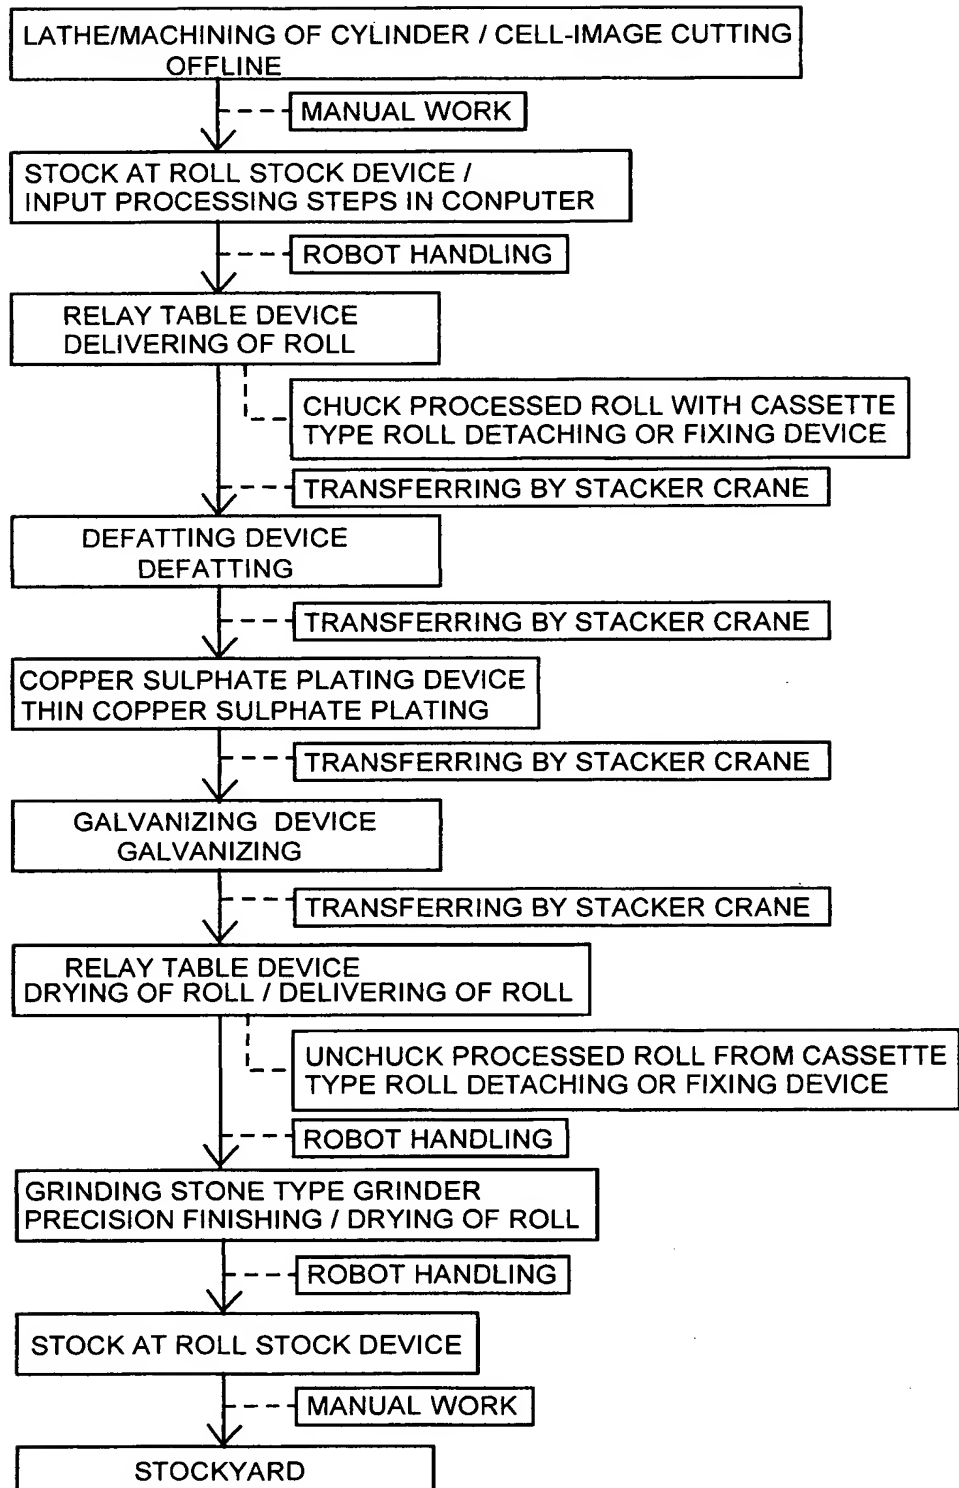 LATHE/MACHINING OF CYLINDER / CELL-IMAGE CUTTING
OFFLINE
MANUAL WORK
STOCK AT ROLL STOCK DEVICE /
INPUT PROCESSING STEPS IN CONPUTER
ROBOT HANDLING
RELAY TABLE DEVICE
DELIVERING OF ROLL
CHUCK PROCESSED ROLL WITH CASSETTE
TYPE ROLL DETACHING OR FIXING DEVICE
TRANSFERRING BY STACKER CRANE
DEFATTING DEVICE
DEFATTING
TRANSFERRING BY STACKER CRANE
COPPER SULPHATE PLATING DEVICE
THIN COPPER SULPHATE PLATING
TRANSFERRING BY STACKER CRANE
GALVANIZING DEVICE
GALVANIZING
TRANSFERRING BY STACKER CRANE
RELAY TABLE DEVICE
DRYING OF ROLL / DELIVERING OF ROLL
UNCHUCK PROCESSED ROLL FROM CASSETTE
TYPE ROLL DETACHING OR FIXING DEVICE
ROBOT HANDLING
GRINDING STONE TYPE GRINDER
PRECISION FINISHING / DRYING OF ROLL
ROBOT HANDLING
STOCK AT ROLL STOCK DEVICE
MANUAL WORK
STOCKYARD